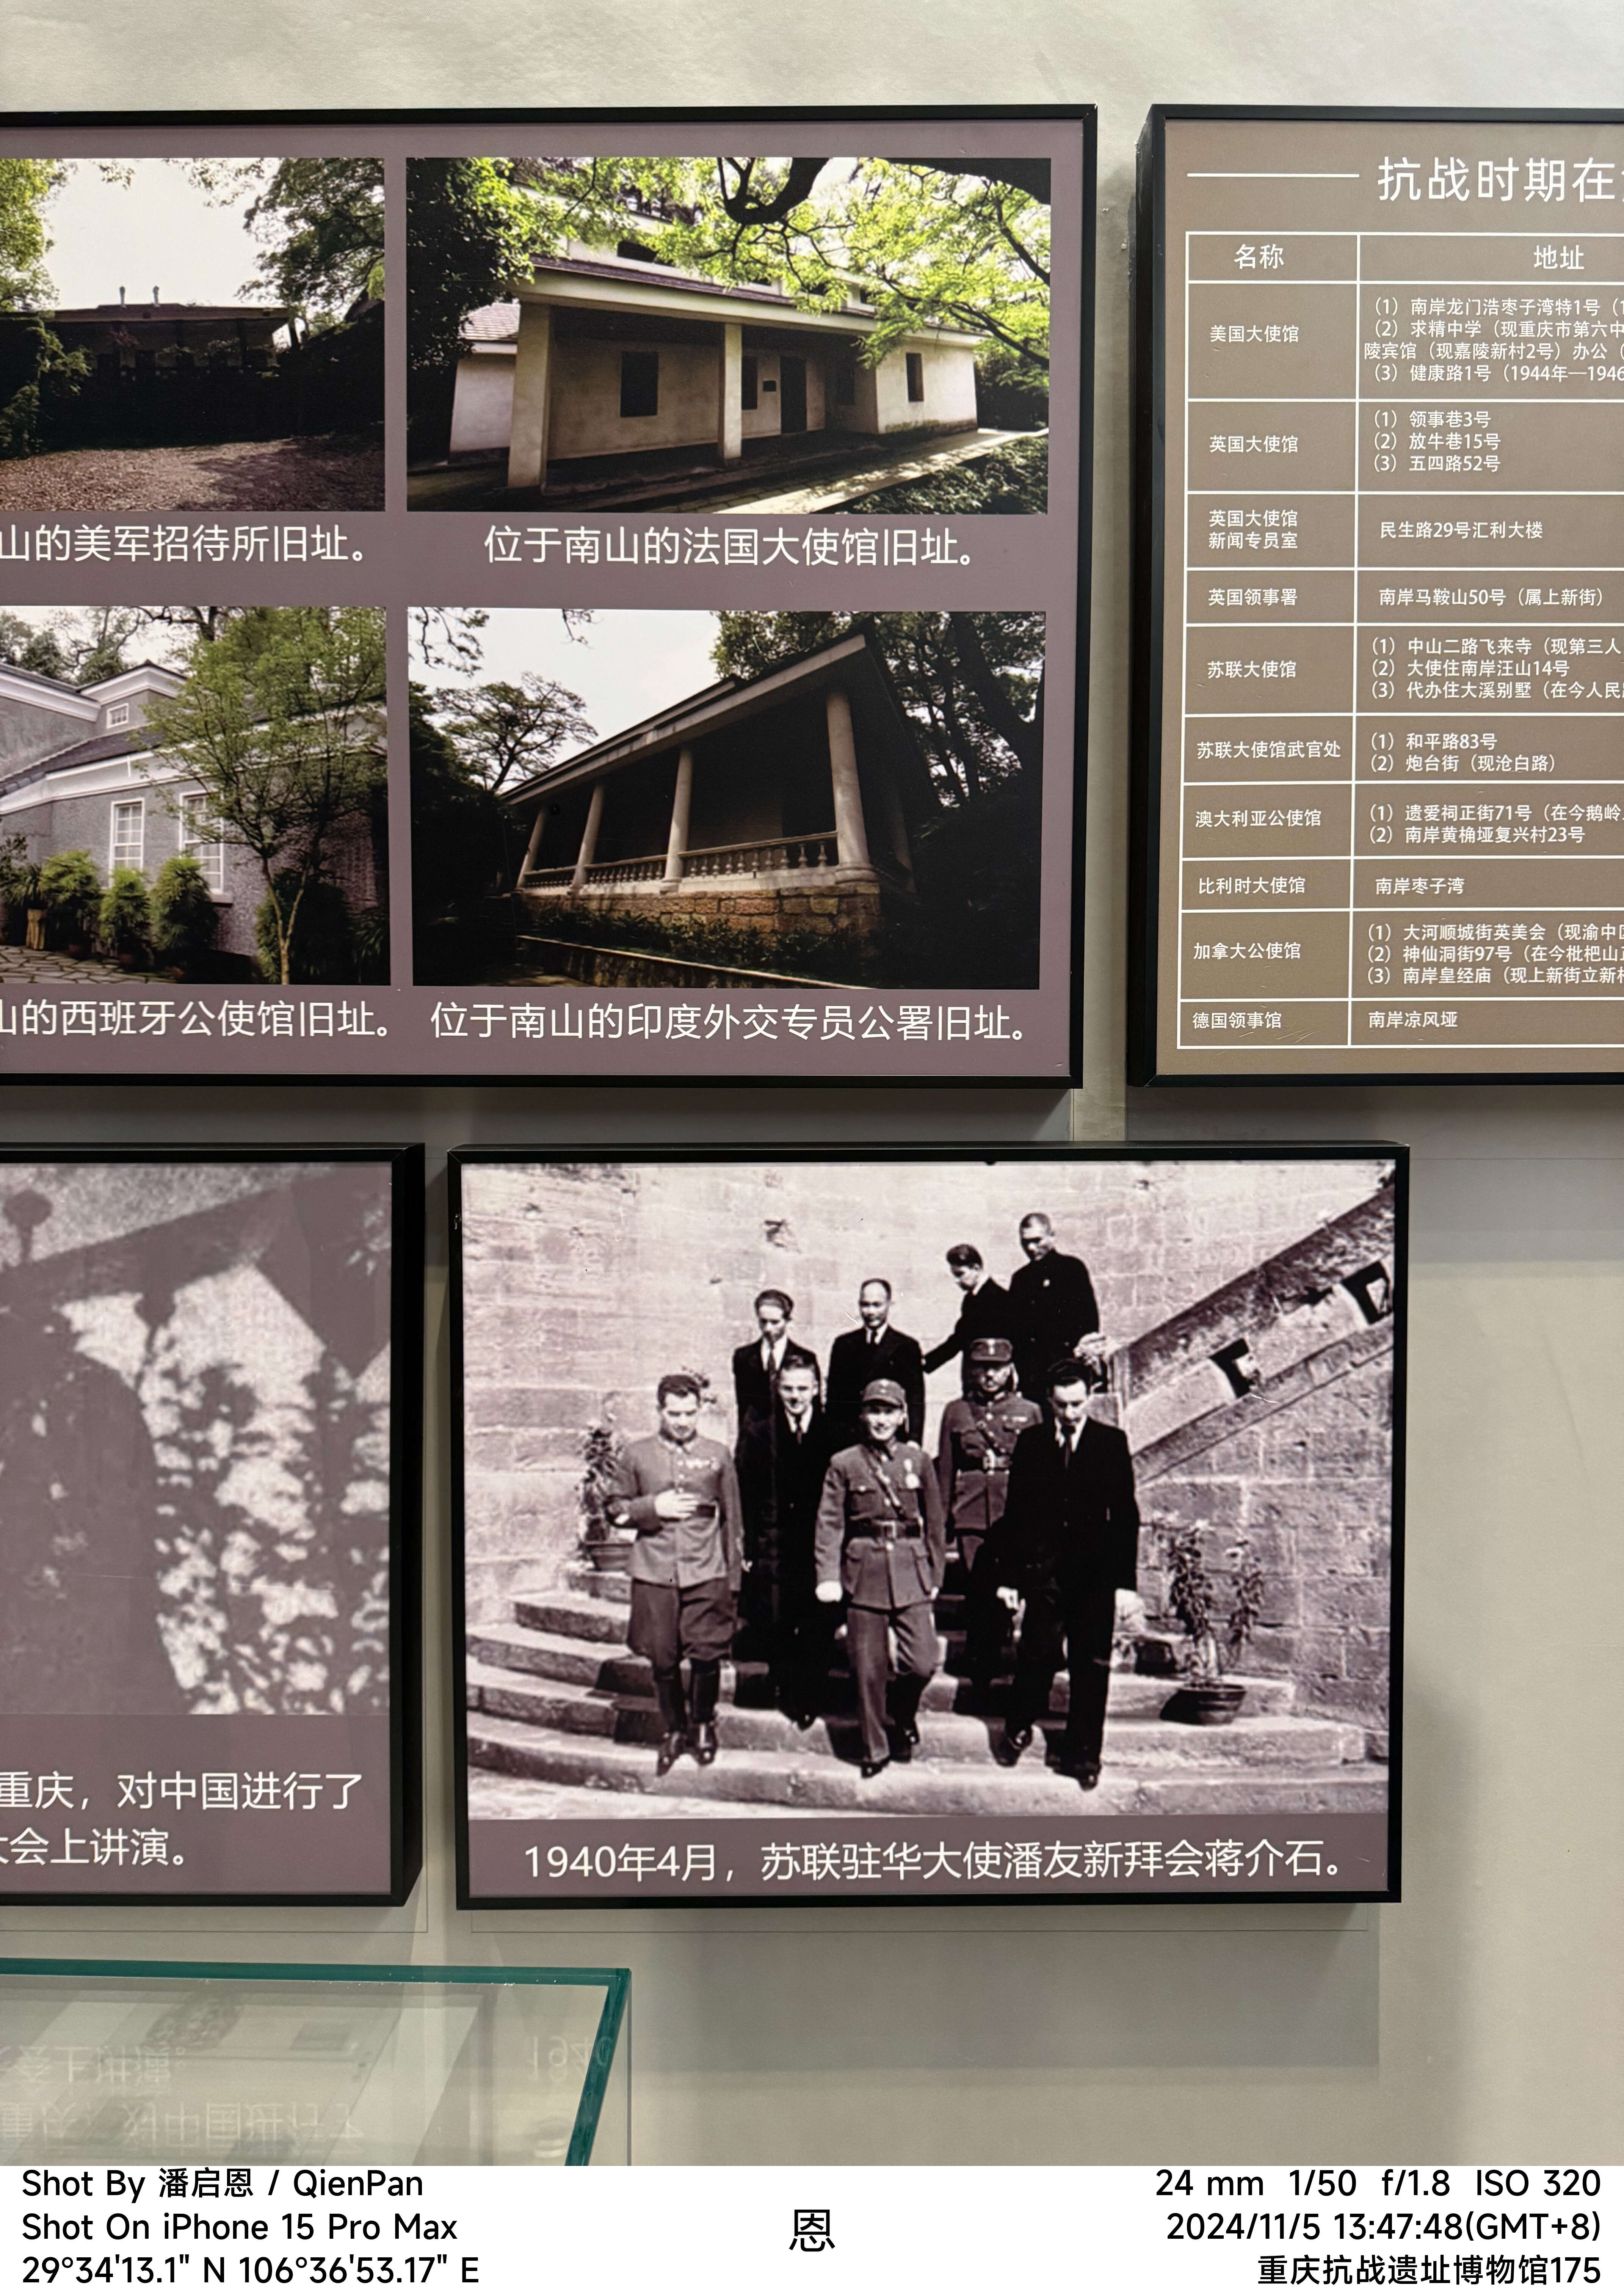 山的美军招待所旧址。
位于南山的法国大使馆旧址。
山的西班牙公使馆旧址。
位于南山的印度外交专员公署旧址。
抗战时期在
名称
地址
美国大使馆
(1) 南岸龙门浩枣子湾特1号(
(2) 求精中学(现重庆市第六中
陵宾馆(现嘉陵新村2号)办公(
(3) 健康路1号(1944年—1946
英国大使馆
(1) 领事巷3号
(2) 放牛巷15号
(3) 五四路52号
英国大使馆
新闻专员室
民生路29号汇利大楼
英国领事署
南岸马鞍山50号(属上新街)
苏联大使馆
(1) 中山二路飞来寺(现第三人
(2) 大使住南岸汪山14号
(3) 代办住大溪别墅(在今人民
苏联大使馆武官处
(1) 和平路83号
(2) 炮台街(现沧白路)
澳大利亚公使馆
(1) 遗爱祠正街71号(在今鹅岭
(2) 南岸黄桷垭复兴村23号
比利时大使馆
南岸枣子湾
加拿大公使馆
(1) 大河顺城街英美会(现渝中
(2) 神仙洞街97号(在今枇杷山
(3) 南岸皇经庙(现上新街立新
德国领事馆
南岸凉风垭
重庆，对中国进行了
大会上讲演。
1940年4月，苏联驻华大使潘友新拜会蒋介石。
Shot By 潘启恩 / QienPan
Shot On iPhone 15 Pro Max
29°34'13.1" N 106°36'53.17" E
恩
24 mm 1/50 f/1.8 ISO 320
2024/11/5 13:47:48(GMT+8)
重庆抗战遗址博物馆175